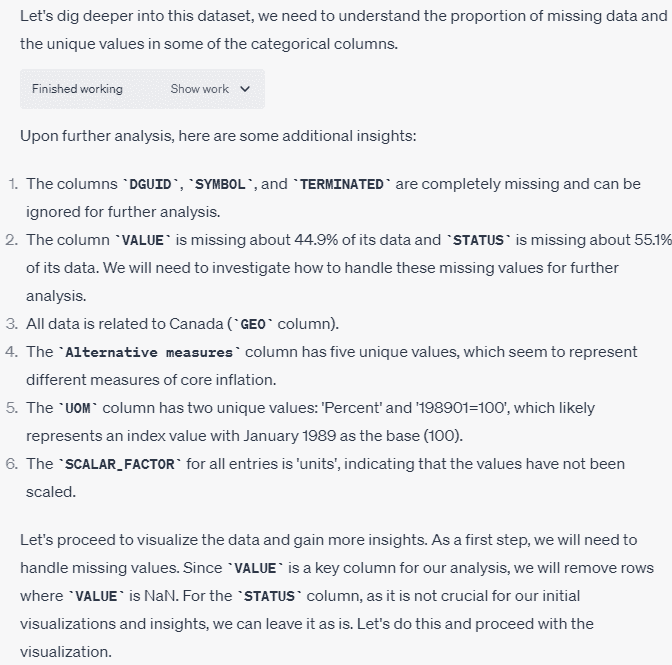 Let's dig deeper into this dataset, we need to understand the proportion of missing data and
the unique values in some of the categorical columns.
Finished working Show work
Upon further analysis, here are some additional insights:
1. The columns `DGUID`, `SYMBOL`, and `TERMINATED` are completely missing and can be
ignored for further analysis.
2. The column `VALUE` is missing about 44.9% of its data and `STATUS` is missing about 55.1%
of its data. We will need to investigate how to handle these missing values for further
analysis.
3. All data is related to Canada (`GEO` column).
4. The `Alternative measures` column has five unique values, which seem to represent
different measures of core inflation.
5. The `UOM` column has two unique values: 'Percent' and '198901=100', which likely
represents an index value with January 1989 as the base (100).
6. The `SCALAR_FACTOR` for all entries is 'units', indicating that the values have not been
scaled.
Let's proceed to visualize the data and gain more insights. As a first step, we will need to
handle missing values. Since `VALUE` is a key column for our analysis, we will remove rows
where `VALUE` is NaN. For the `STATUS` column, as it is not crucial for our initial
visualizations and insights, we can leave it as is. Let's do this and proceed with the
visualization.